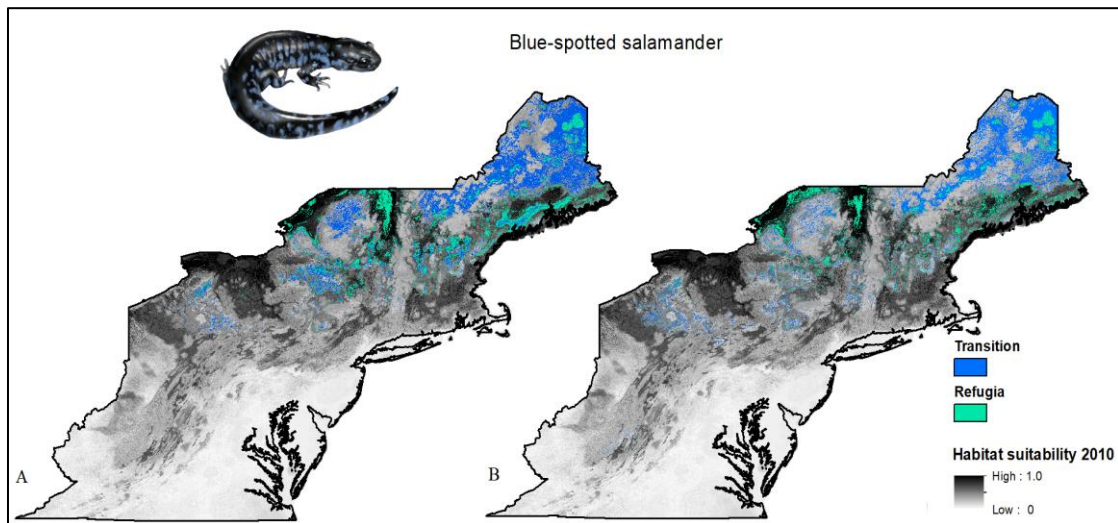 Blue-spotted salamander
A
B
Transition
Refugia
Habitat suitability 2010
High : 1.0
Low : 0